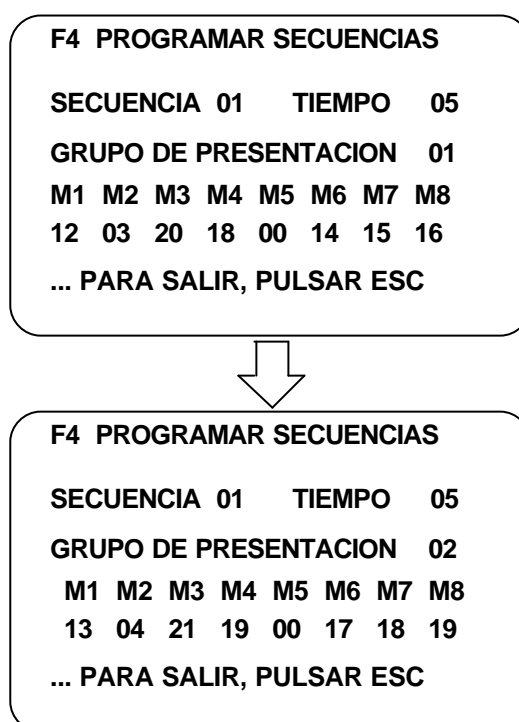 F4 PROGRAMAR SECUENCIAS
SECUENCIA 01 TIEMPO 05
GRUPO DE PRESENTACION 01
M1 M2 M3 M4 M5 M6 M7 M8
12 03 20 18 00 14 15 16
... PARA SALIR, PULSAR ESC
F4 PROGRAMAR SECUENCIAS
SECUENCIA 01 TIEMPO 05
GRUPO DE PRESENTACION 02
M1 M2 M3 M4 M5 M6 M7 M8
13 04 21 19 00 17 18 19
... PARA SALIR, PULSAR ESC